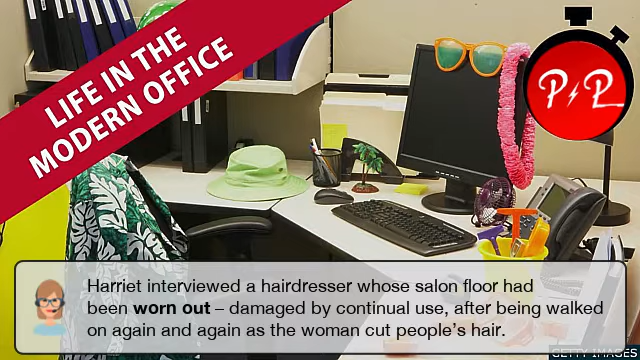 LIFE IN THE
MODERN OFFICE
P P
Harriet interviewed a hairdresser whose salon floor had
been worn out – damaged by continual use, after being walked
on again and again as the woman cut people's hair.
GETTY IMAGES